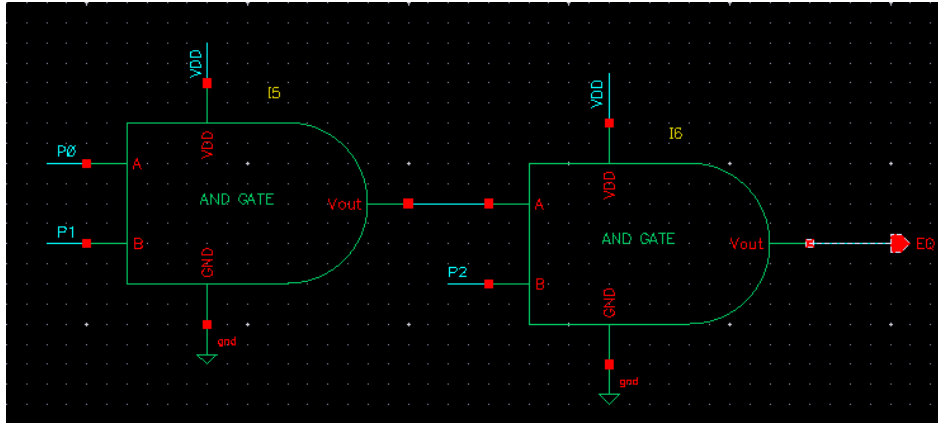 VDD
I5
P0
A
VDD
AND GATE
Vout
P1
B
GND
gnd
VDD
I6
VDD
A
AND GATE
Vout
EQ
P2
B
GND
gnd